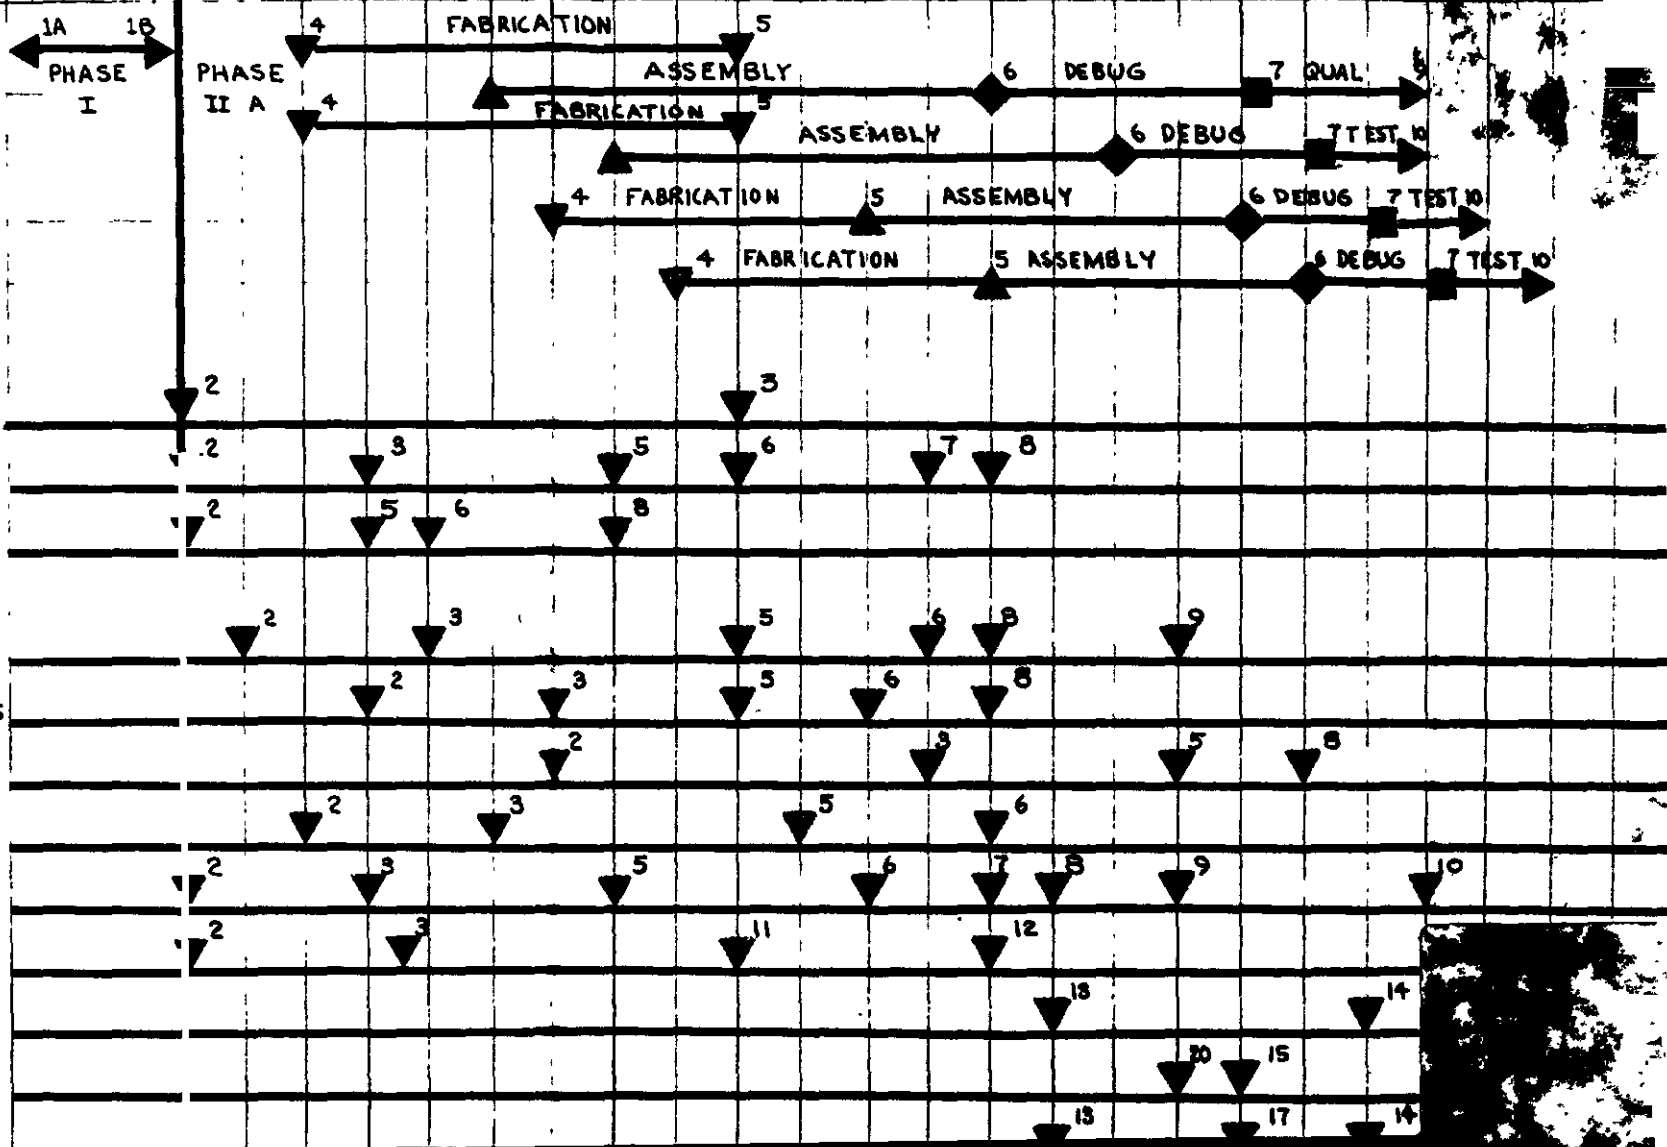 1A 1B 4 FABRICATION 5
PHASE I
PHASE II A
ASSEMBLY 6 DEBUG 7 QUAL
4 FABRICATION 5
ASSEMBLY 6 DEBUG 7 TEST 10
4 FABRICATION 5 ASSEMBLY 6 DEBUG 7 TEST 10
4 FABRICATION 5 ASSEMBLY 6 DEBUG 7 TEST 10
2 3
2 3 5 6 7 8
2 5 6 8
2 3 5 6 8 9
2 3 5 6 8
2 3 5 8
2 3 5 6
2 3 5 6 7 8 9 10
2 3 11 12
13 14
20 15
13 17 14